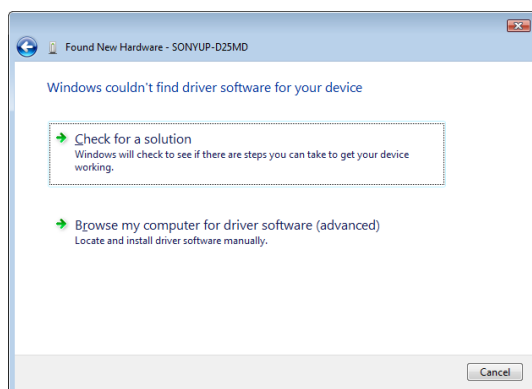 Found New Hardware - SONYUP-D25MD
Windows couldn't find driver software for your device
Check for a solution
Windows will check to see if there are steps you can take to get your device
working.
Browse my computer for driver software (advanced)
Locate and install driver software manually.
Cancel